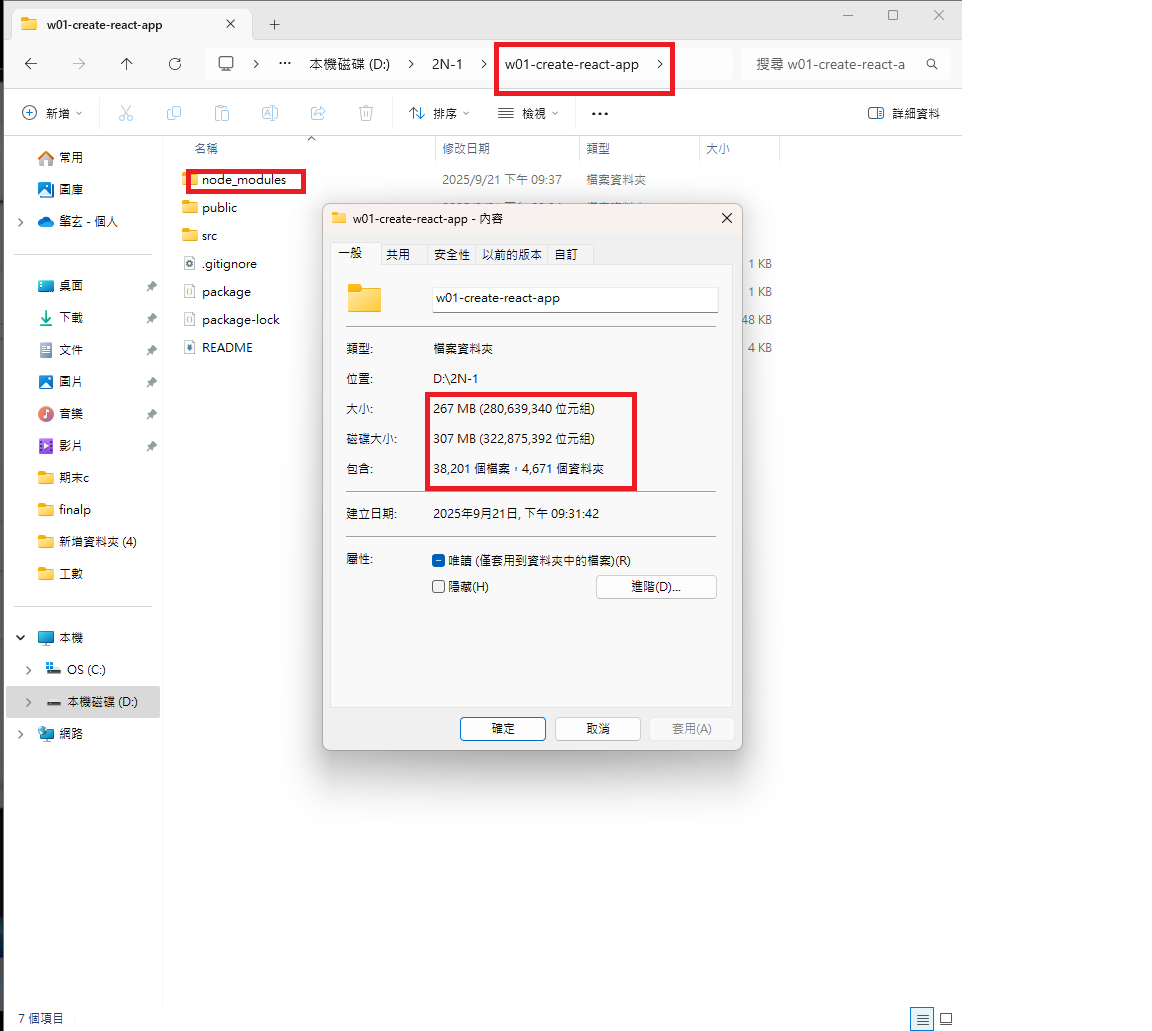 w01-create-react-app
本機磁碟 (D:)
2N-1
w01-create-react-app
搜尋 w01-create-react-a
新增
排序
檢視
詳細資料
名稱
修改日期
類型
大小
常用
圖庫
擎玄 - 個人
桌面
下載
文件
圖片
音樂
影片
期末c
finalp
新增資料夾 (4)
工數
本機
OS (C:)
本機磁碟 (D:)
網路
node_modules 2025/9/21 下午 09:37 檔案資料夾
public
src
.gitignore 1 KB
package 1 KB
package-lock 48 KB
README 4 KB
w01-create-react-app - 內容
一般 共用 安全性 以前的版本 自訂
w01-create-react-app
類型: 檔案資料夾
位置: D:\2N-1
大小: 267 MB (280,639,340 位元組)
磁碟大小: 307 MB (322,875,392 位元組)
包含: 38,201 個檔案，4,671 個資料夾
建立日期: 2025年9月21日, 下午 09:31:42
屬性: 唯讀 (僅套用到資料夾中的檔案)(R)
隱藏(H)
進階(D)...
確定 取消 套用(A)
7 個項目